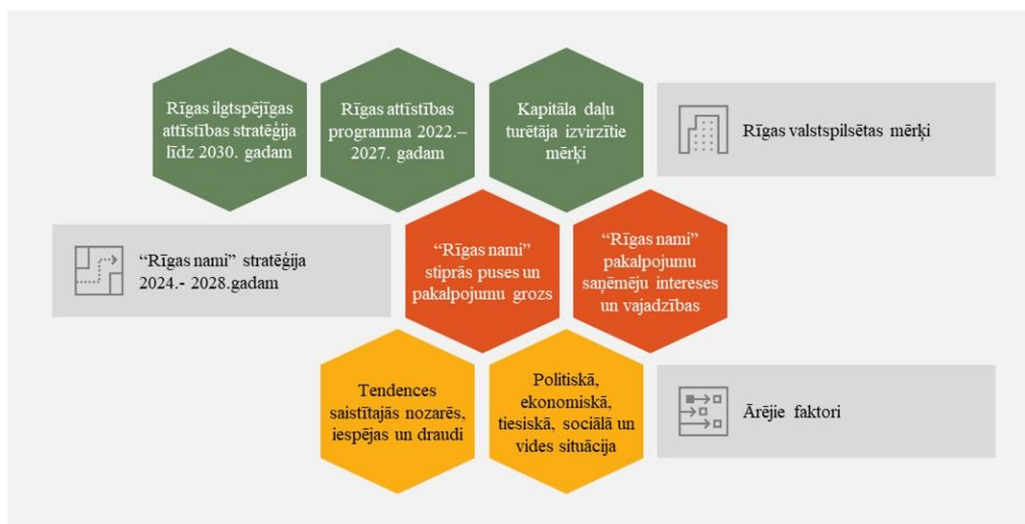 Rīgas ilgtspējīgas
attīstības stratēģija
līdz 2030. gadam
Rīgas attīstības
programma 2022.–
2027. gadam
Kapitāla daļu
turētāja izvirzītie
mērķi
Rīgas valstspilsētas mērķi
“Rīgas nami” stratēģija
2024.- 2028.gadam
“Rīgas nami”
stiprās puses un
pakalpojumu grozs
“Rīgas nami”
pakalpojumu
saņēmēju intereses
un vajadzības
Tendences
saistītajās nozarēs,
iespējas un draudi
Politiskā,
ekonomiskā,
tiesiskā, sociālā un
vides situācija
Ārējie faktori